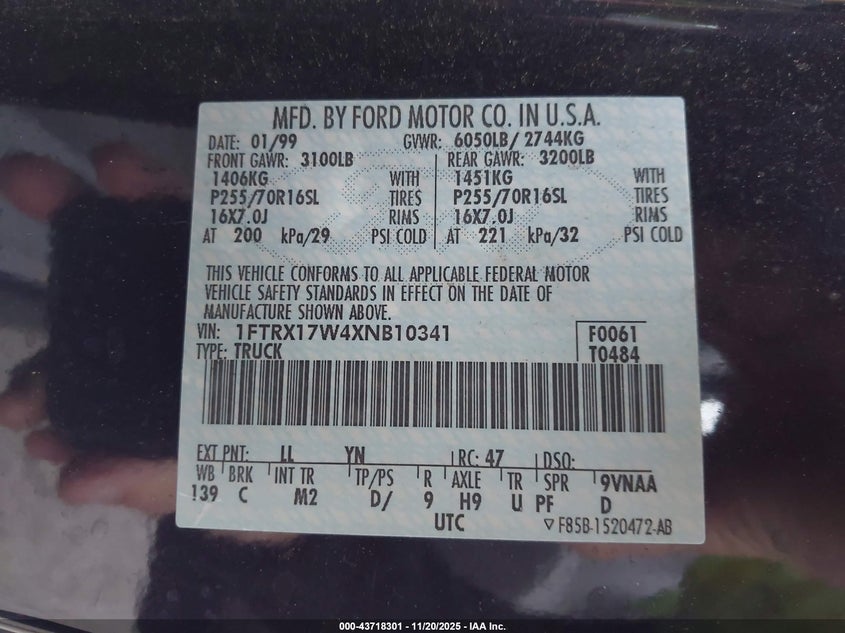 MFD. BY FORD MOTOR CO. IN U.S.A.
DATE: 01/99 GVWR: 6050LB/ 2744KG
FRONT GAWR: 3100LB REAR GAWR: 3200LB
1406KG WITH 1451KG WITH
P255/70R16SL TIRES P255/70R16SL TIRES
16X7.0J RIMS 16X7.0J RIMS
AT 200 kPa/29 PSI COLD AT 221 kPa/32 PSI COLD
THIS VEHICLE CONFORMS TO ALL APPLICABLE FEDERAL MOTOR
VEHICLE SAFETY STANDARDS IN EFFECT ON THE DATE OF
MANUFACTURE SHOWN ABOVE.
VIN: 1FTRX17W4XNB10341 F0061
TYPE: TRUCK T0484
EXT PNT: LL YN RC: 47 DSO:
WB BRK INT TR TP/PS R AXLE TR SPR 9VNAA
139 C M2 D/ 9 H9 U PF D
UTC ▽F85B-1520472-AB
000-43718301 - 11/20/2025 - IAA Inc.